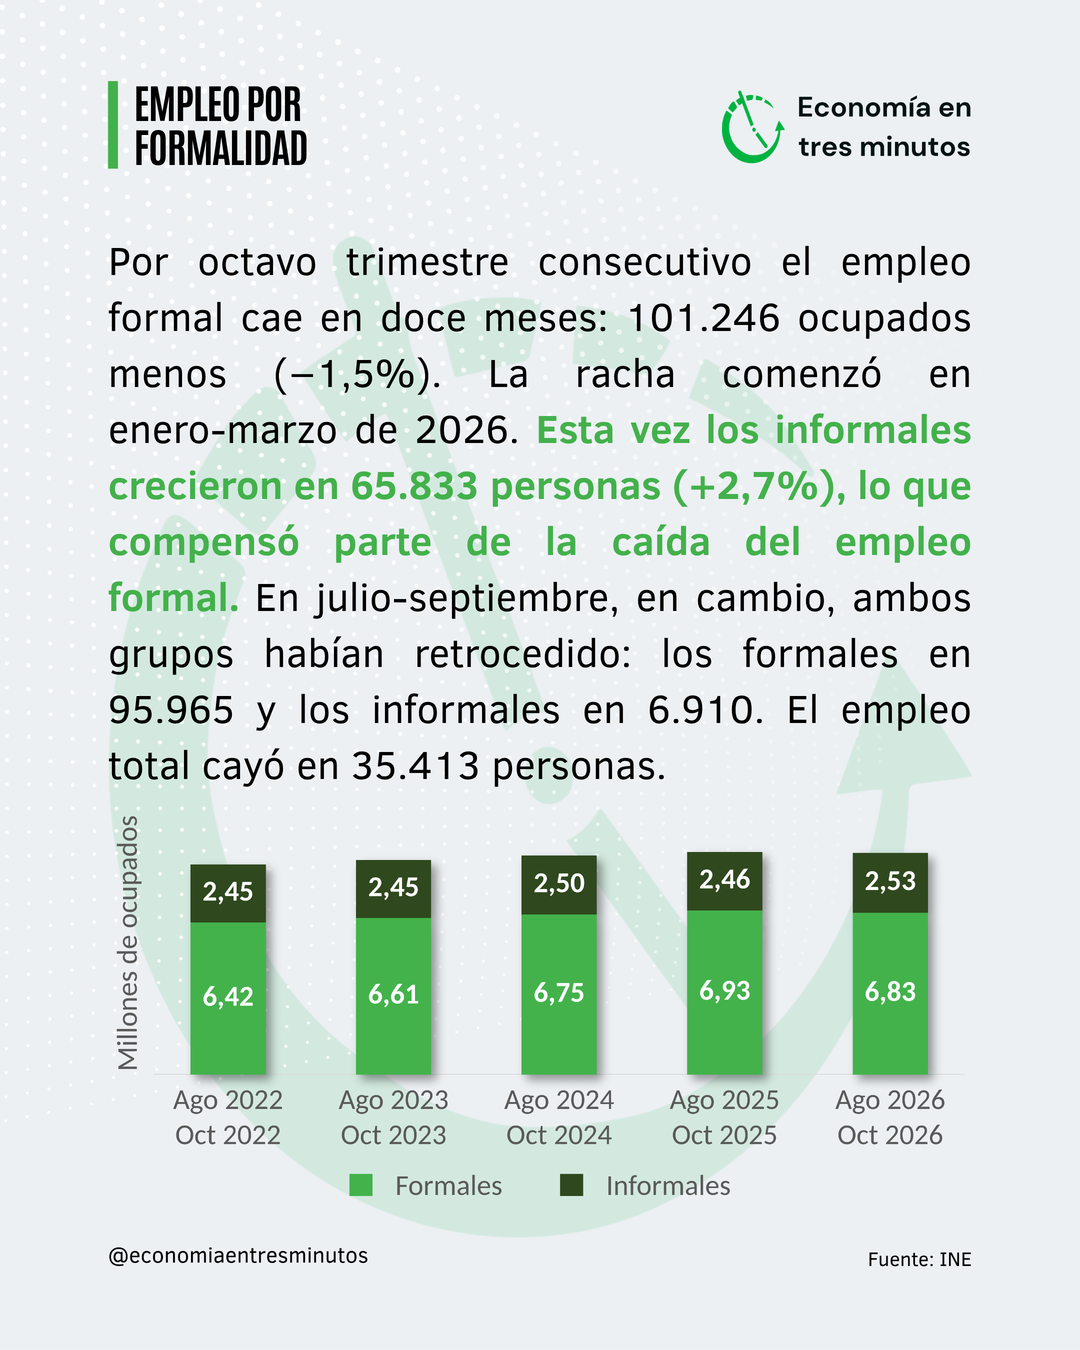 EMPLEO POR
FORMALIDAD
Economía en
tres minutos
Por octavo trimestre consecutivo el empleo
formal cae en doce meses: 101.246 ocupados
menos (−1,5%). La racha comenzó en
enero-marzo de 2026. Esta vez los informales
crecieron en 65.833 personas (+2,7%), lo que
compensó parte de la caída del empleo
formal. En julio-septiembre, en cambio, ambos
grupos habían retrocedido: los formales en
95.965 y los informales en 6.910. El empleo
total cayó en 35.413 personas.
Millones de ocupados
2,45 2,45 2,50 2,46 2,53
6,42 6,61 6,75 6,93 6,83
Ago 2022 Ago 2023 Ago 2024 Ago 2025 Ago 2026
Oct 2022 Oct 2023 Oct 2024 Oct 2025 Oct 2026
Formales Informales
@economiaentresminutos
Fuente: INE